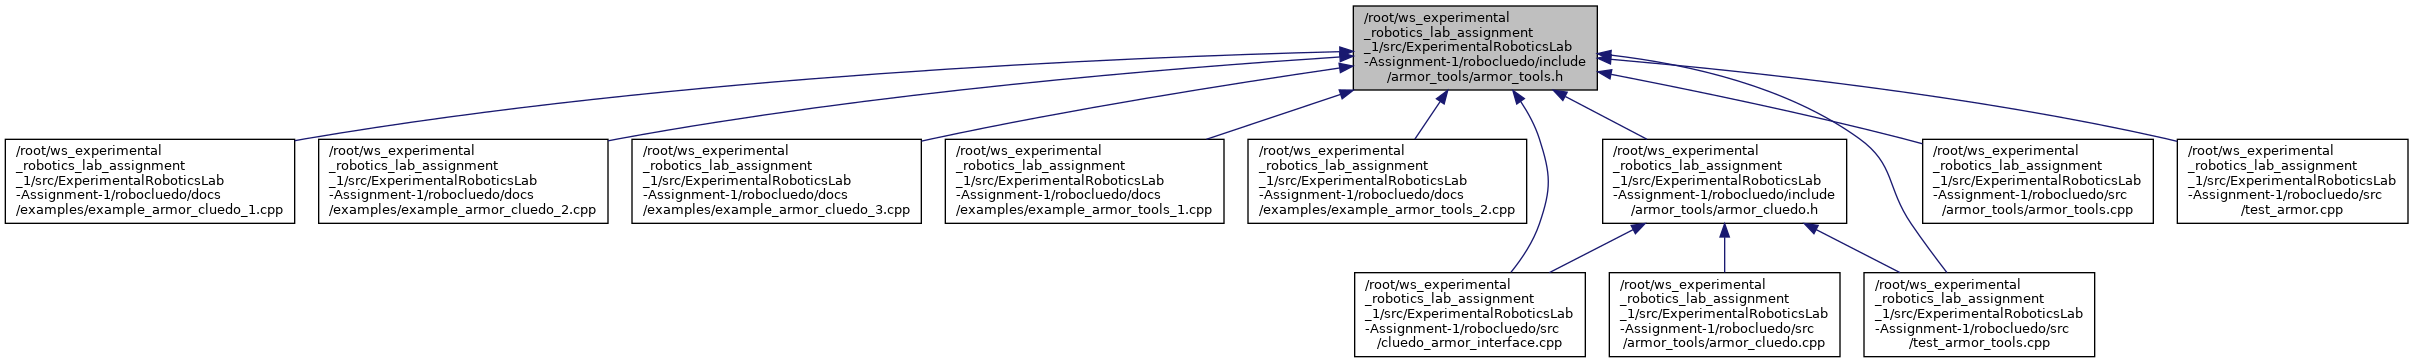 /root/ws_experimental
_robotics_lab_assignment
_1/src/ExperimentalRoboticsLab
-Assignment-1/robocluedo/include
/armor_tools/armor_tools.h
/root/ws_experimental
_robotics_lab_assignment
_1/src/ExperimentalRoboticsLab
-Assignment-1/robocluedo/docs
/examples/example_armor_cluedo_1.cpp
/root/ws_experimental
_robotics_lab_assignment
_1/src/ExperimentalRoboticsLab
-Assignment-1/robocluedo/docs
/examples/example_armor_cluedo_2.cpp
/root/ws_experimental
_robotics_lab_assignment
_1/src/ExperimentalRoboticsLab
-Assignment-1/robocluedo/docs
/examples/example_armor_cluedo_3.cpp
/root/ws_experimental
_robotics_lab_assignment
_1/src/ExperimentalRoboticsLab
-Assignment-1/robocluedo/docs
/examples/example_armor_tools_1.cpp
/root/ws_experimental
_robotics_lab_assignment
_1/src/ExperimentalRoboticsLab
-Assignment-1/robocluedo/docs
/examples/example_armor_tools_2.cpp
/root/ws_experimental
_robotics_lab_assignment
_1/src/ExperimentalRoboticsLab
-Assignment-1/robocluedo/include
/armor_tools/armor_cluedo.h
/root/ws_experimental
_robotics_lab_assignment
_1/src/ExperimentalRoboticsLab
-Assignment-1/robocluedo/src
/armor_tools/armor_tools.cpp
/root/ws_experimental
_robotics_lab_assignment
_1/src/ExperimentalRoboticsLab
-Assignment-1/robocluedo/src
/test_armor.cpp
/root/ws_experimental
_robotics_lab_assignment
_1/src/ExperimentalRoboticsLab
-Assignment-1/robocluedo/src
/cluedo_armor_interface.cpp
/root/ws_experimental
_robotics_lab_assignment
_1/src/ExperimentalRoboticsLab
-Assignment-1/robocluedo/src
/armor_tools/armor_cluedo.cpp
/root/ws_experimental
_robotics_lab_assignment
_1/src/ExperimentalRoboticsLab
-Assignment-1/robocluedo/src
/test_armor_tools.cpp